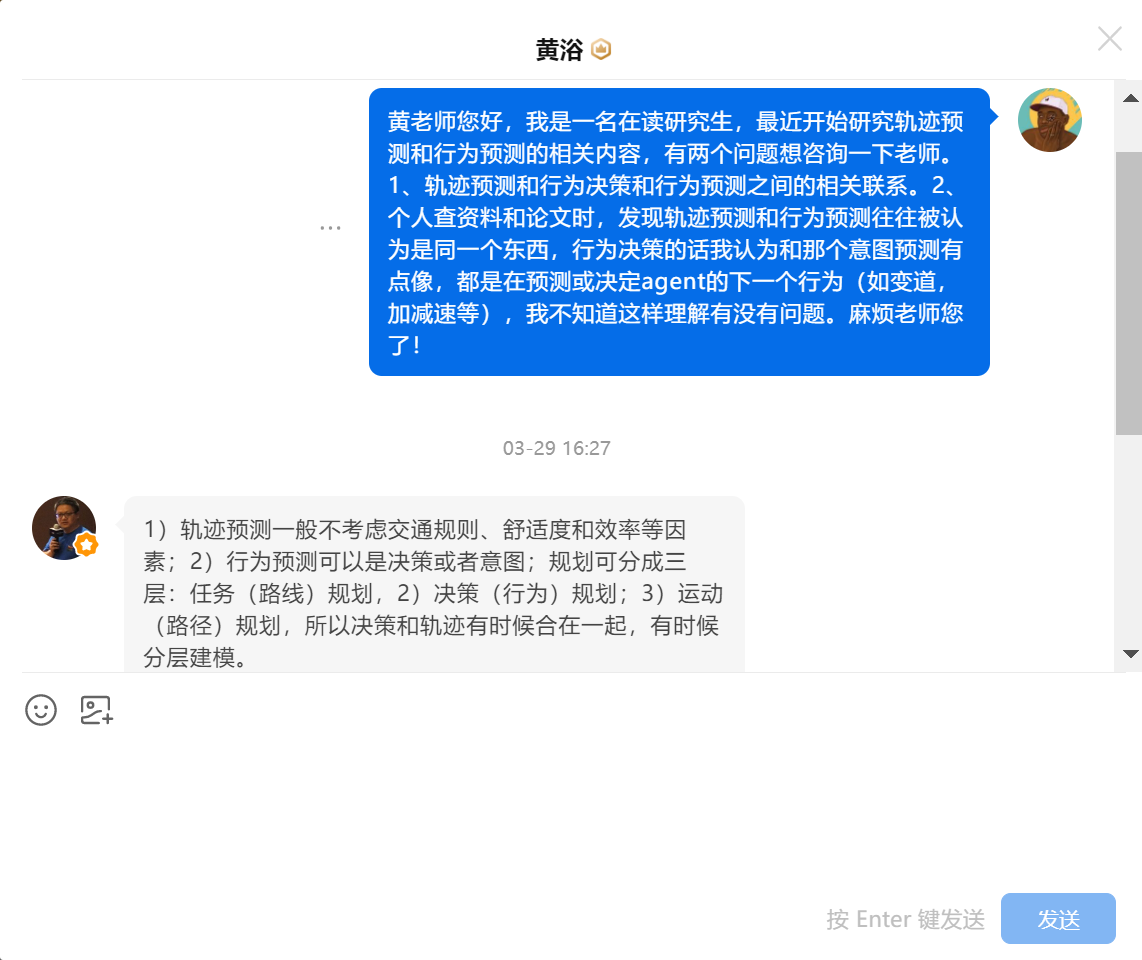 黄浴
黄老师您好，我是一名在读研究生，最近开始研究轨迹预
测和行为预测的相关内容，有两个问题想咨询一下老师。
1、轨迹预测和行为决策和行为预测之间的相关联系。2、
个人查资料和论文时，发现轨迹预测和行为预测往往被认
为是同一个东西，行为决策的话我认为和那个意图预测有
点像，都是在预测或决定agent的下一个行为（如变道，
加减速等），我不知道这样理解有没有问题。麻烦老师您
了！
03-29 16:27
1）轨迹预测一般不考虑交通规则、舒适度和效率等因
素；2）行为预测可以是决策或者意图；规划可分成三
层：任务（路线）规划，2）决策（行为）规划；3）运动
（路径）规划，所以决策和轨迹有时候合在一起，有时候
分层建模。
按 Enter 键发送
发送